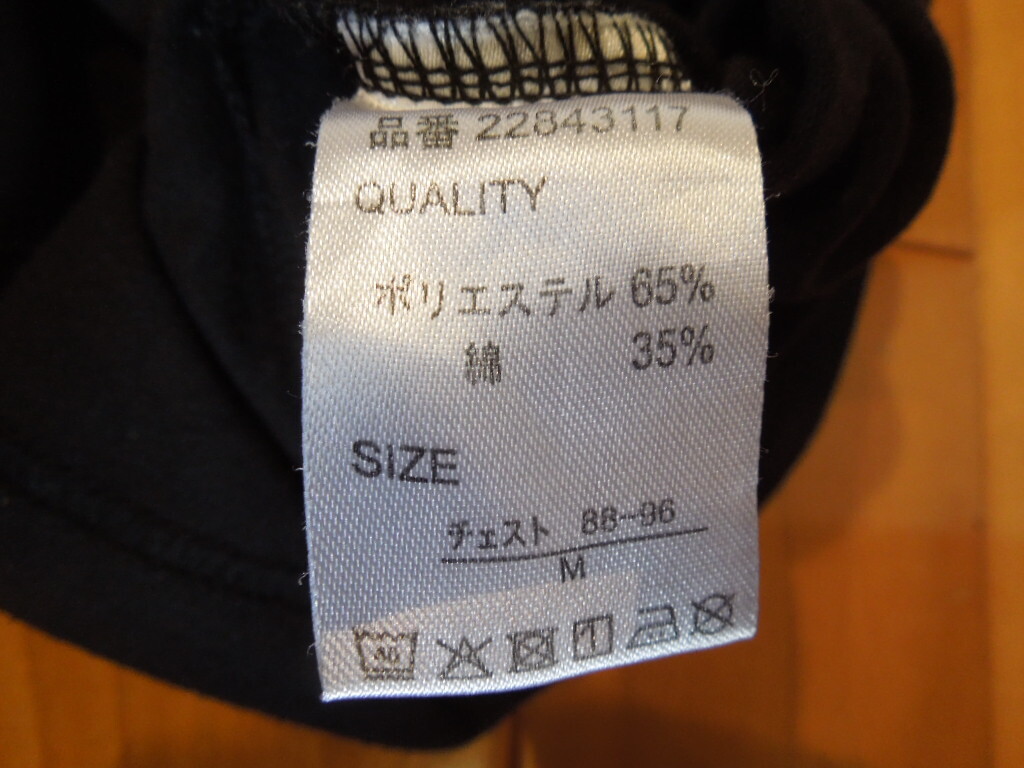 品番 22843117
QUALITY
ポリエステル 65%
綿 35%
SIZE
チェスト 88-96
M
40